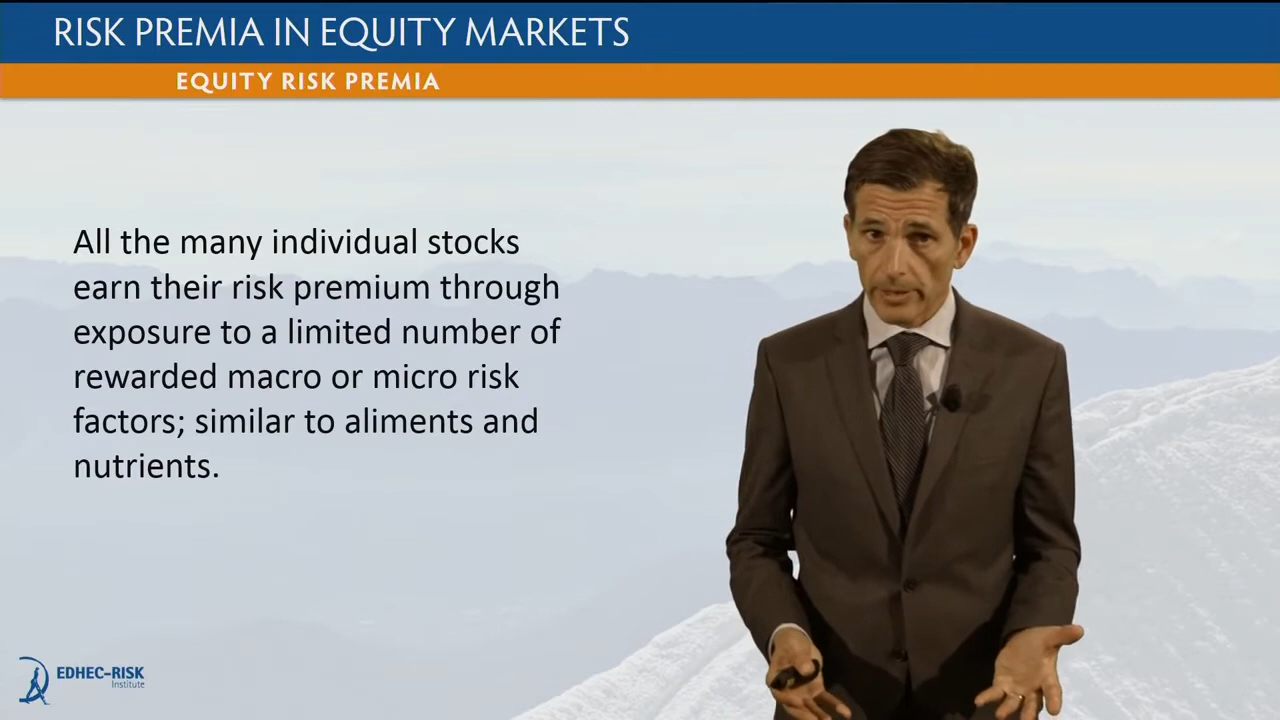 RISK PREMIA IN EQUITY MARKETS
EQUITY RISK PREMIA
All the many individual stocks
earn their risk premium through
exposure to a limited number of
rewarded macro or micro risk
factors; similar to aliments and
nutrients.
EDHEC-RISK
Institute